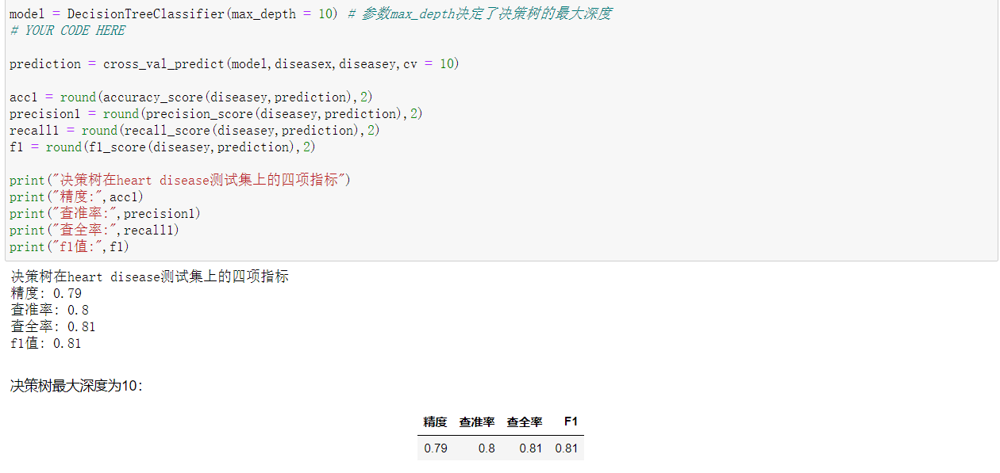 model = DecisionTreeClassifier(max_depth = 10) # 参数max_depth决定了决策树的最大深度
# YOUR CODE HERE
prediction = cross_val_predict(model,diseasex,diseasey,cv = 10)
acc1 = round(accuracy_score(diseasey,prediction),2)
precision1 = round(precision_score(diseasey,prediction),2)
recall1 = round(recall_score(diseasey,prediction),2)
f1 = round(f1_score(diseasey,prediction),2)
print("决策树在heart disease测试集上的四项指标")
print("精度:",acc1)
print("查准率:",precision1)
print("查全率:",recall1)
print("f1值:",f1)
决策树在heart disease测试集上的四项指标
精度: 0.79
查准率: 0.8
查全率: 0.81
f1值: 0.81
决策树最大深度为10：
精度 查准率 查全率 F1
0.79 0.8 0.81 0.81